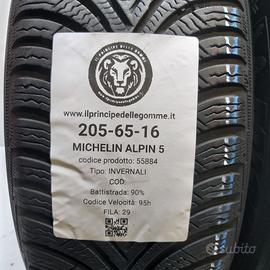 IL PRINCIPE DELLE GOMME
www.ilprincipedellegomme.it
205-65-16
MICHELIN ALPIN 5
codice prodotto: 55884
Tipo: INVERNALI
COD:
Battistrada: 90%
Codice Velocità: 95h
FILA: 29
subito